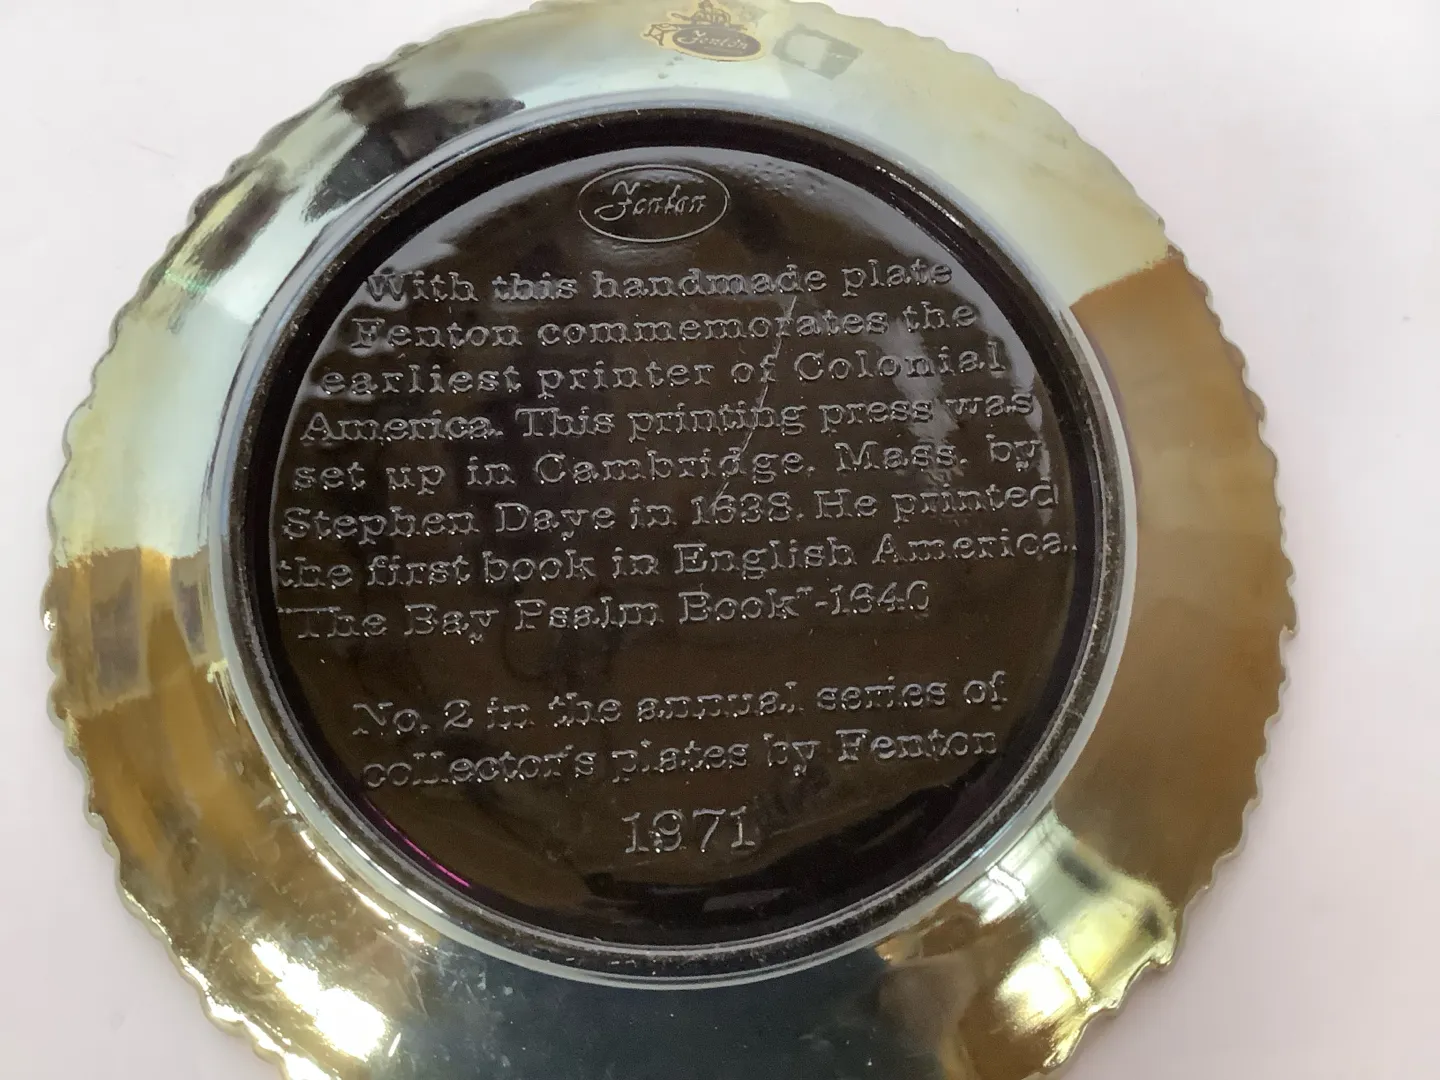 Fenton
Fenton
With this handmade plate
Fenton commemorates the
earliest printer of Colonial
America. This printing press was
set up in Cambridge, Mass. by
Stephen Daye in 1638. He printed
the first book in English America.
"The Bay Psalm Book"-1640
No. 2 in the annual series of
collector's plates by Fenton
1971